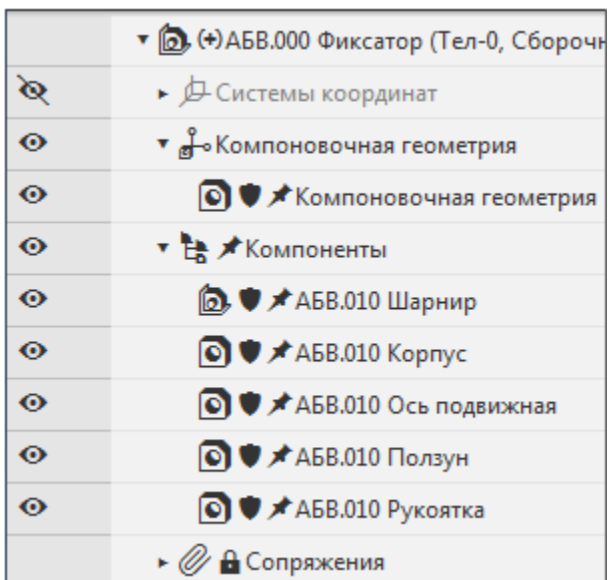 (+)АБВ.000 Фиксатор (Тел-0, Сбороч
Системы координат
Компоновочная геометрия
Компоновочная геометрия
Компоненты
АБВ.010 Шарнир
АБВ.010 Корпус
АБВ.010 Ось подвижная
АБВ.010 Ползун
АБВ.010 Рукоятка
Сопряжения